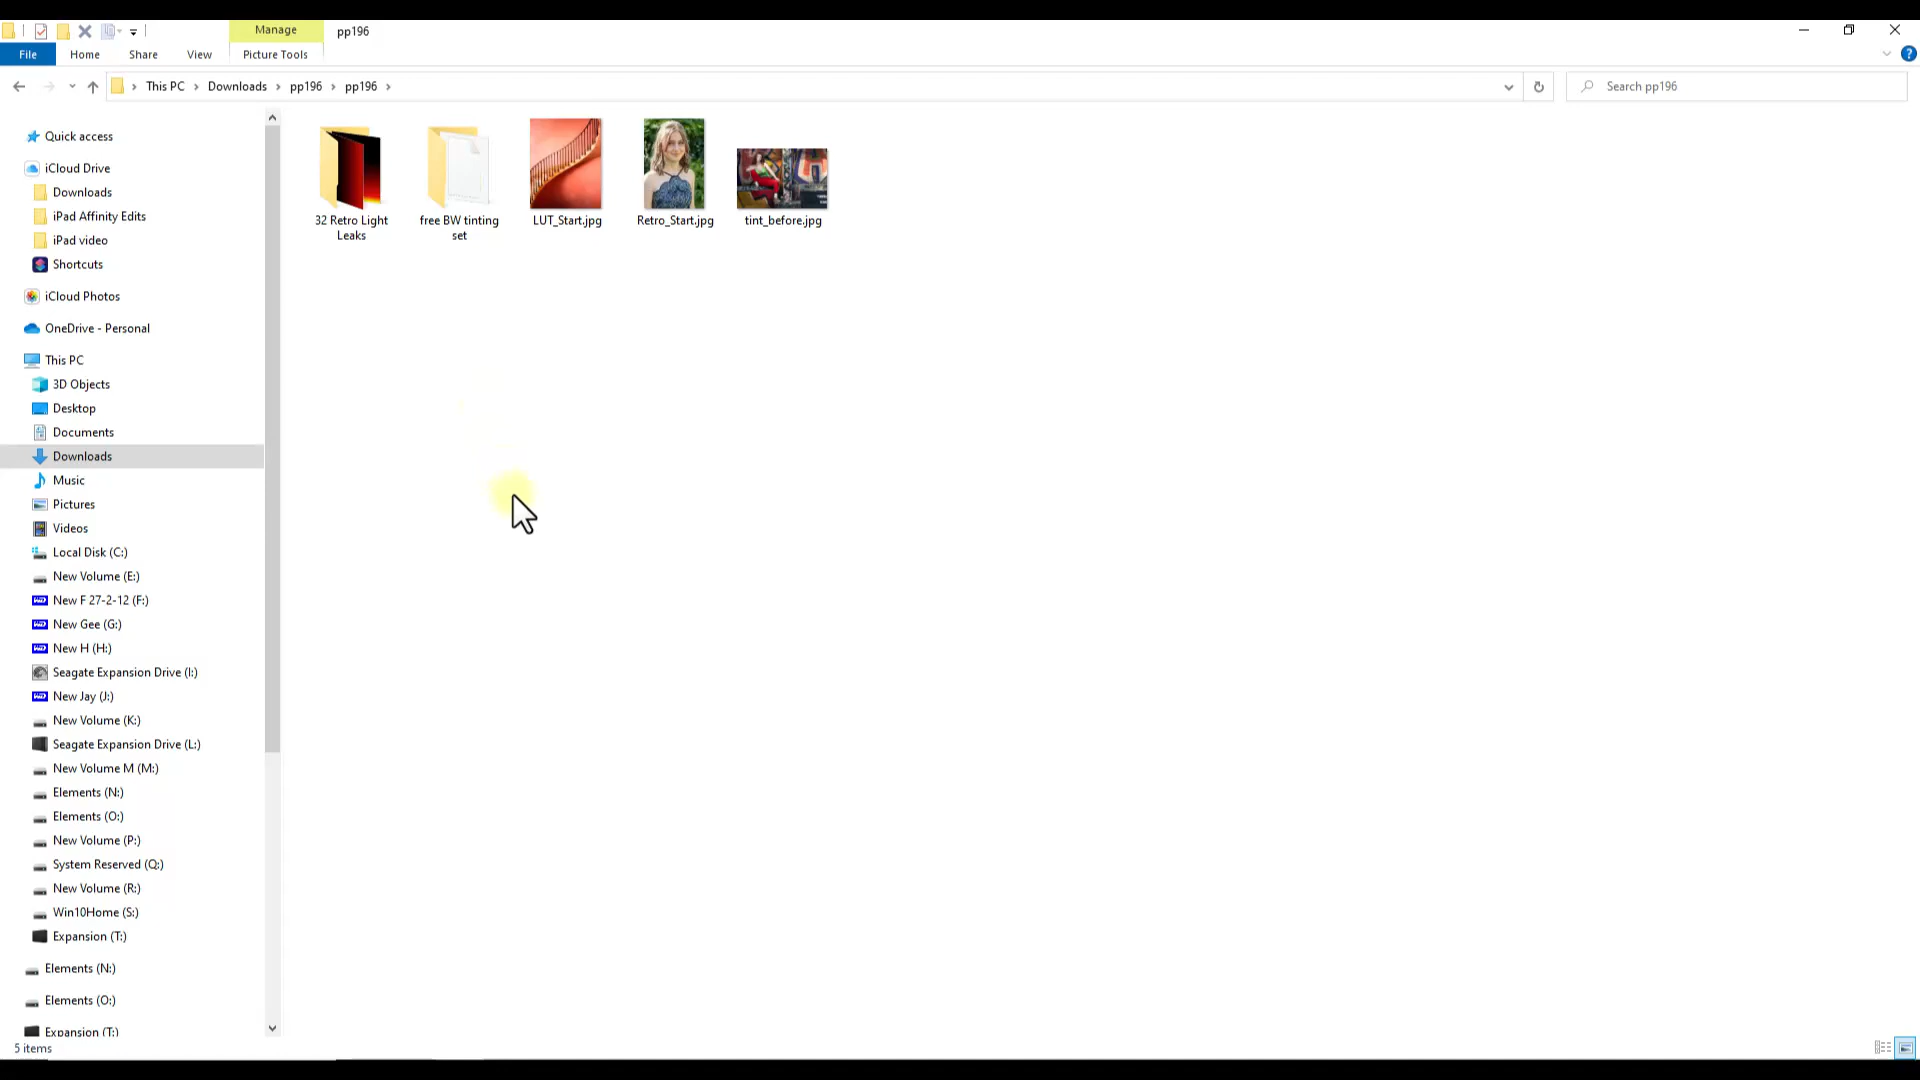 Manage
pp196
File
Home
Share
View
Picture Tools
This PC
Downloads
pp196
pp196
Search pp196
Quick access
iCloud Drive
Downloads
iPad Affinity Edits
iPad video
Shortcuts
iCloud Photos
OneDrive - Personal
This PC
3D Objects
Desktop
Documents
Downloads
Music
Pictures
Videos
Local Disk (C:)
New Volume (E:)
New F 27-2-12 (F:)
New Gee (G:)
New H (H:)
Seagate Expansion Drive (I:)
New Jay (J:)
New Volume (K:)
Seagate Expansion Drive (L:)
New Volume M (M:)
Elements (N:)
Elements (O:)
New Volume (P:)
System Reserved (Q:)
New Volume (R:)
Win10Home (S:)
Expansion (T:)
Elements (N:)
Elements (O:)
Expansion (T:)
32 Retro Light
Leaks
free BW tinting
set
LUT_Start.jpg
Retro_Start.jpg
tint_before.jpg
5 items